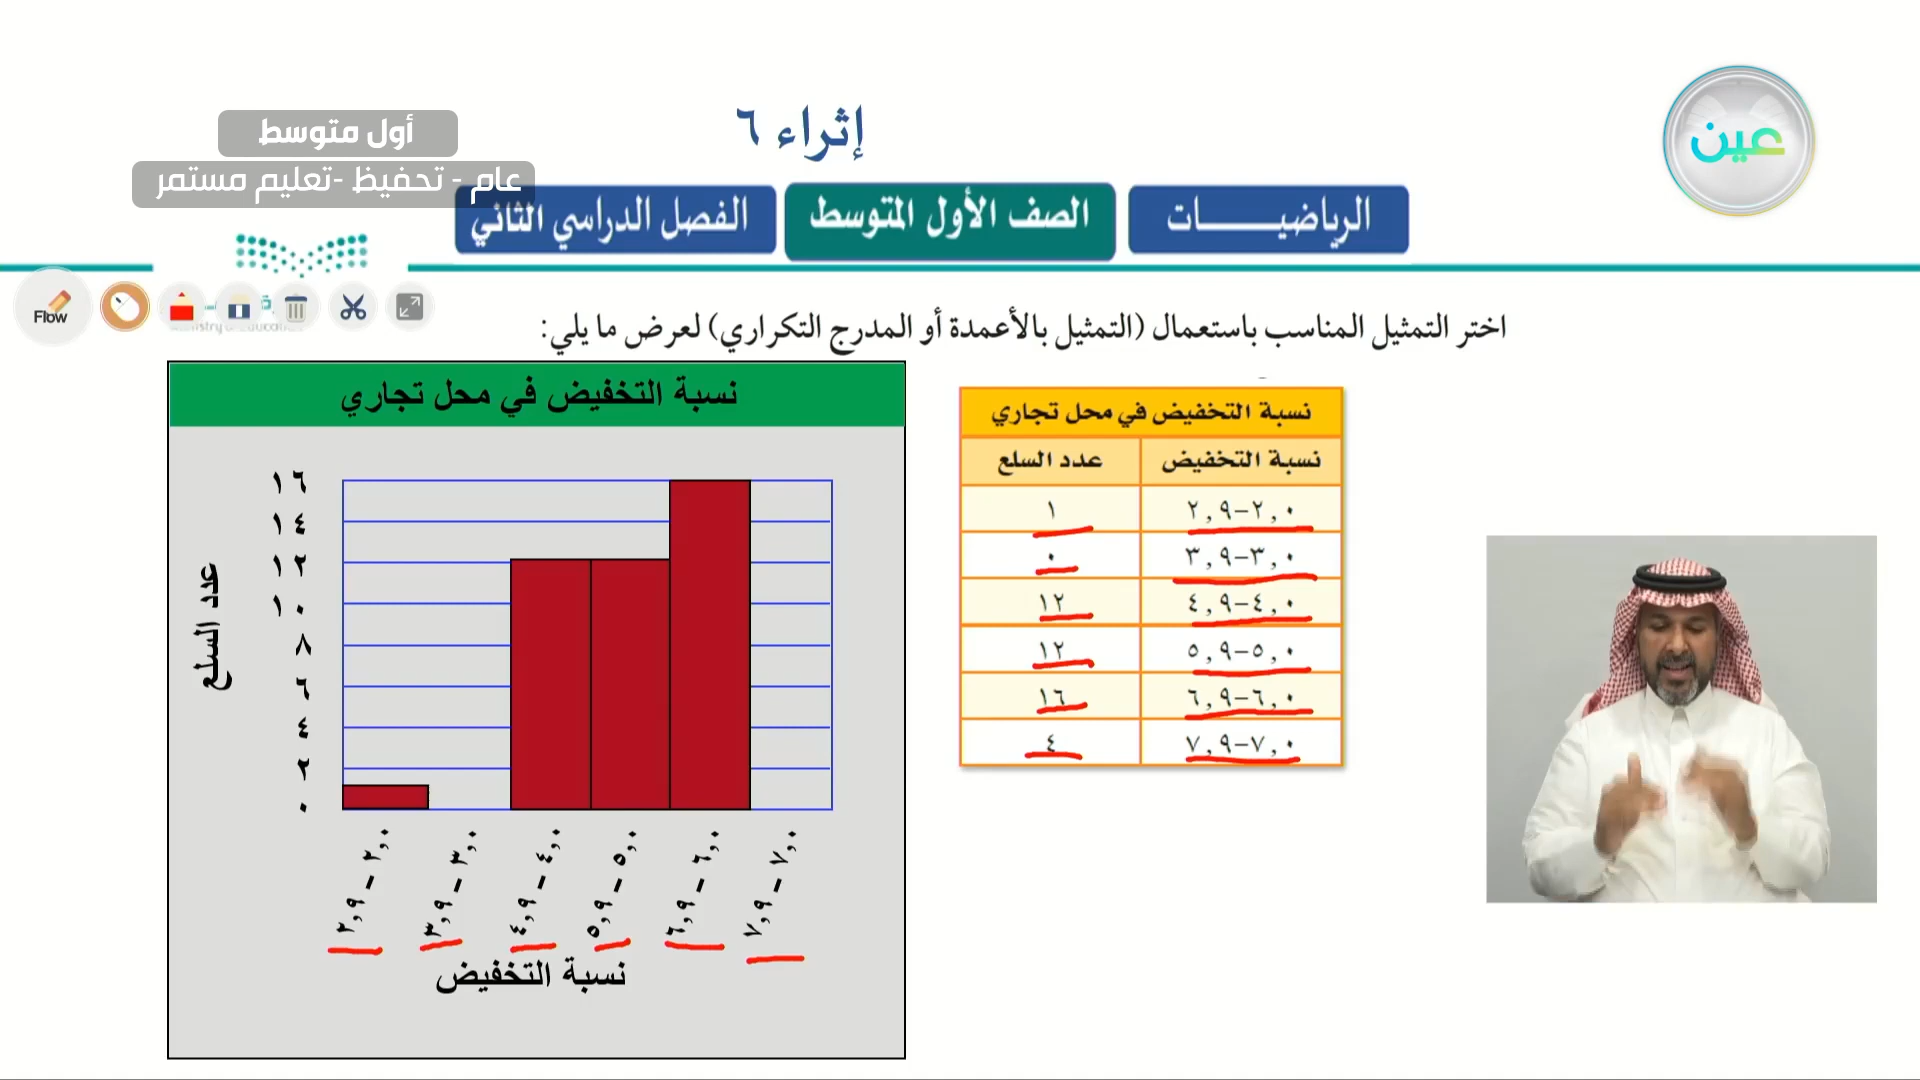 عين
إثراء ٦
أول متوسط
عام - تحفيظ -تعليم مستمر
الرياضيـــــــات
الصف الأول المتوسط
الفصل الدراسي الثاني
Flow
اختر التمثيل المناسب باستعمال (التمثيل بالأعمدة أو المدرج التكراري) لعرض ما يلي:
نسبة التخفيض في محل تجاري
نسبة التخفيض عدد السلع
٢,٩-٢,٠ ١
٣,٩-٣,٠ ٠
٤,٩-٤,٠ ١٢
٥,٩-٥,٠ ١٢
٦,٩-٦,٠ ١٦
٧,٩-٧,٠ ٤
نسبة التخفيض في محل تجاري
عدد السلع
١٦
١٤
١٢
١٠
٨
٦
٤
٢
٠
٢,٩ – ٢,٠
٣,٩ – ٣,٠
٤,٩ – ٤,٠
٥,٩ – ٥,٠
٦,٩ – ٦,٠
٧,٩ – ٧,٠
نسبة التخفيض